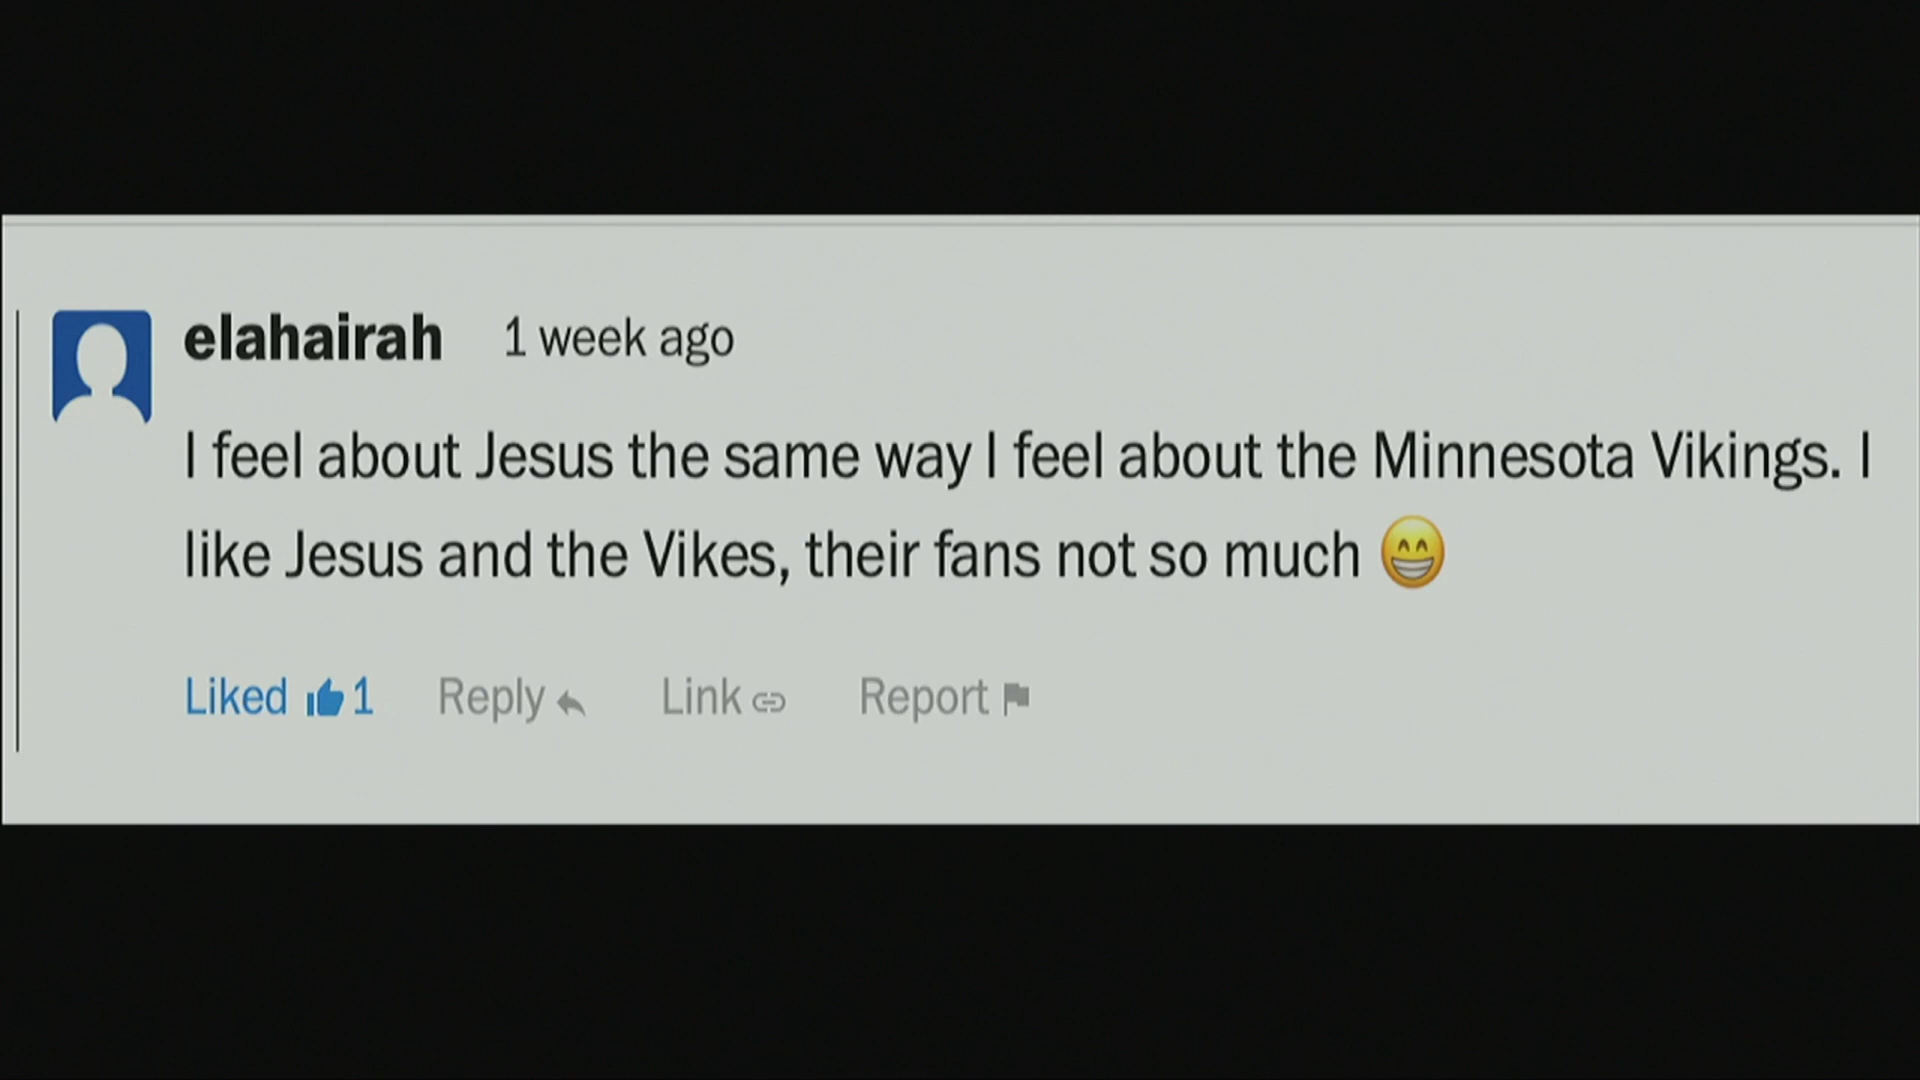 elahairah 1 week ago
I feel about Jesus the same way I feel about the Minnesota Vikings. I
like Jesus and the Vikes, their fans not so much 😁
Liked 1 Reply Link Report